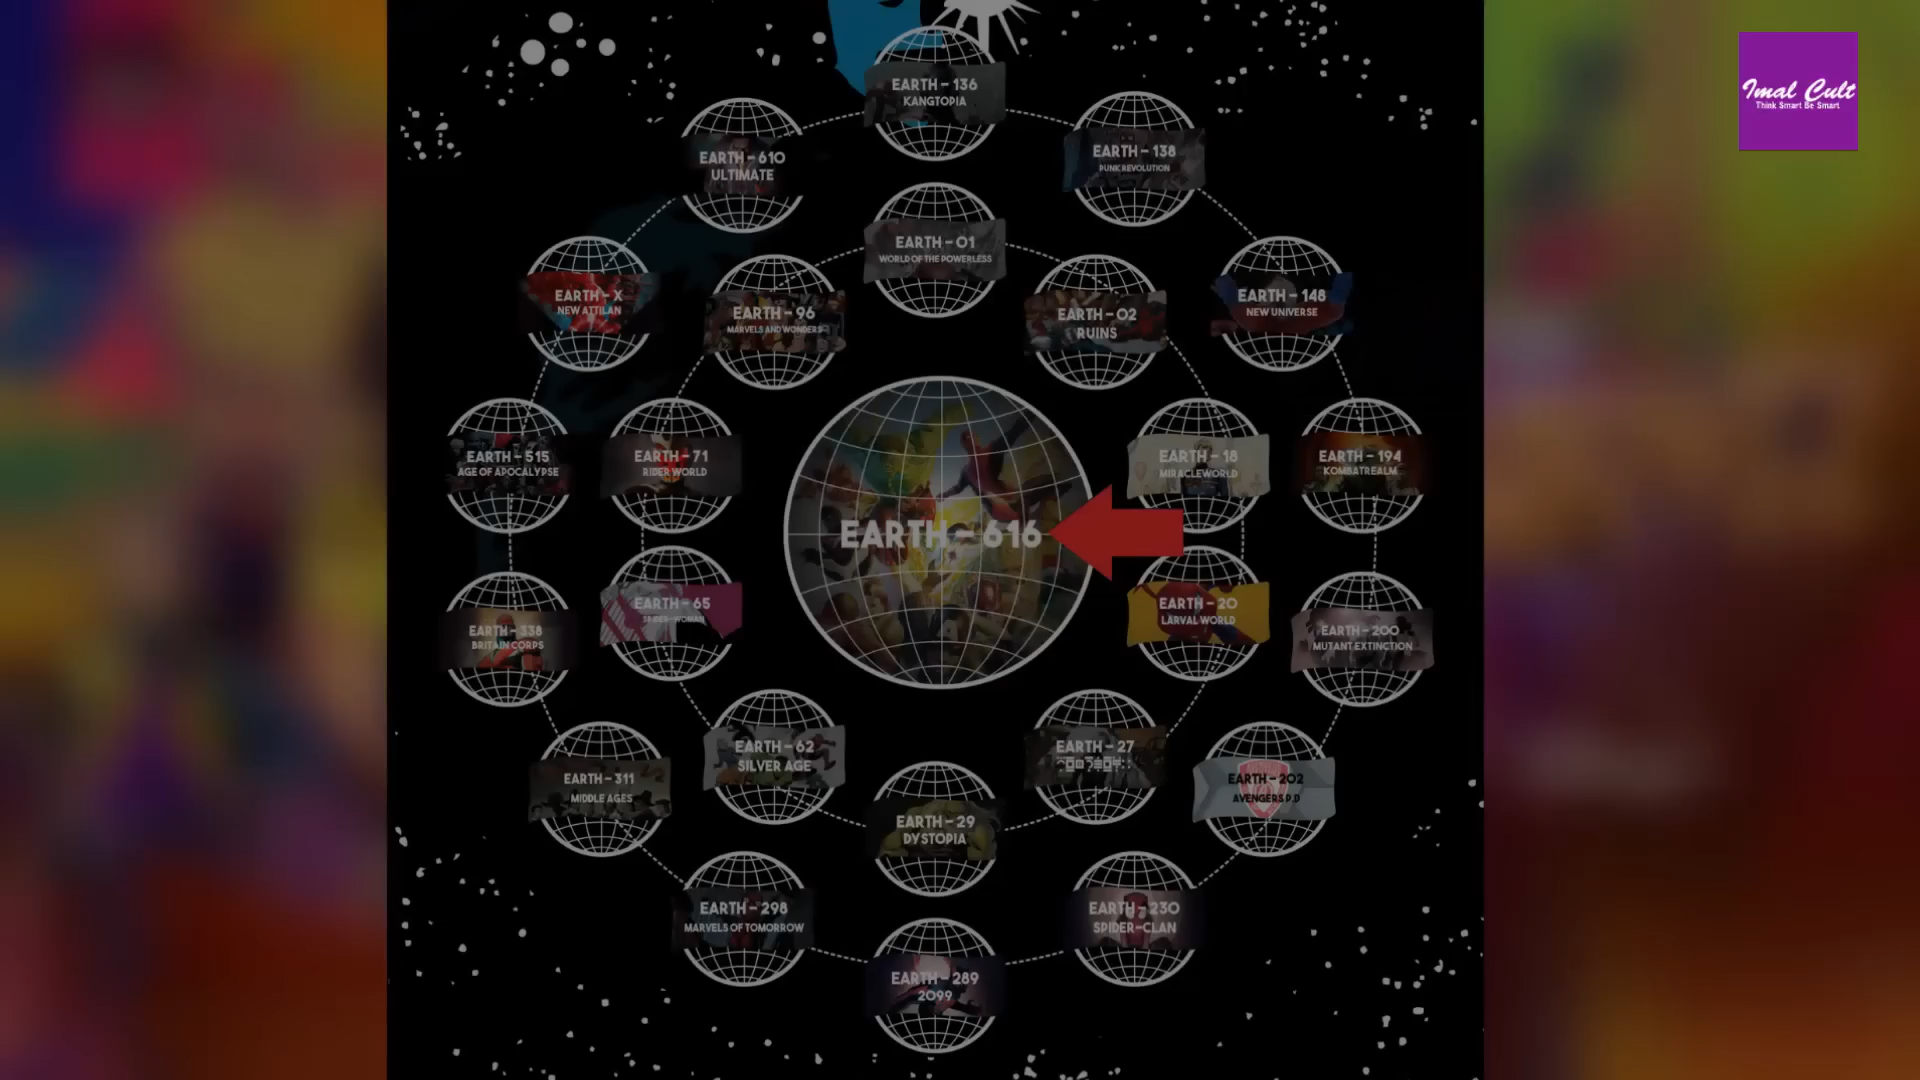 Imal Cult
Think Smart Be Smart
EARTH - 136
KANGTOPIA
EARTH - 610
ULTIMATE
EARTH - 138
PUNK REVOLUTION
EARTH - 01
WORLD OF THE POWERLESS
EARTH - X
NEW ATTILAN
EARTH - 96
MARVELS AND WONDERS
EARTH - 02
RUINS
EARTH - 148
NEW UNIVERSE
EARTH - 515
AGE OF APOCALYPSE
EARTH - 71
RIDER WORLD
EARTH - 18
MIRACLEWORLD
EARTH - 194
KOMBATREALM
EARTH - 616
EARTH - 338
BRITAIN CORPS
EARTH - 65
SPIDER-WOMAN
EARTH - 20
LARVAL WORLD
EARTH - 200
MUTANT EXTINCTION
EARTH - 311
MIDDLE AGES
EARTH - 62
SILVER AGE
EARTH - 27
EARTH - 202
AVENGERS P.D
EARTH - 29
DYSTOPIA
EARTH - 298
MARVELS OF TOMORROW
EARTH - 230
SPIDER-CLAN
EARTH - 289
2099